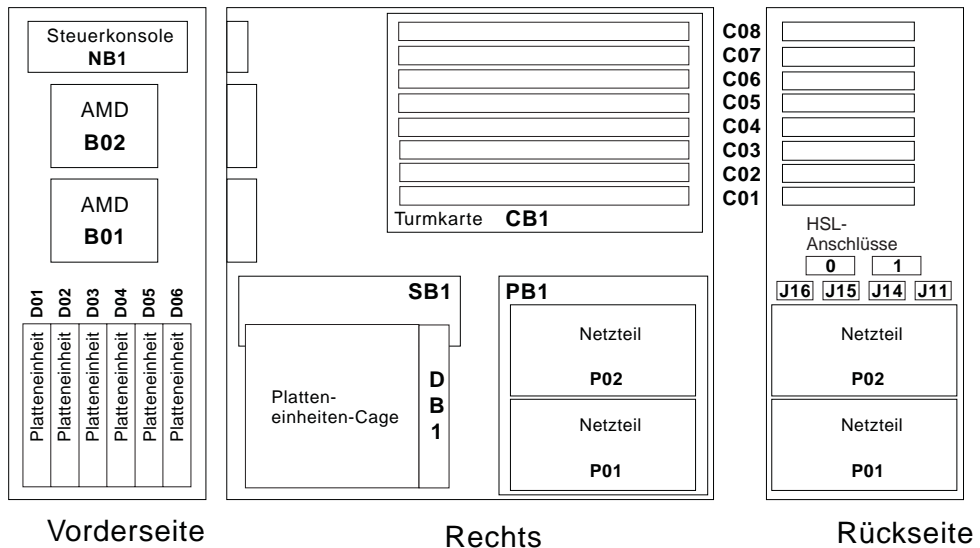 Steuerkonsole
NB1
AMD
B02
AMD
B01
D01
D02
D03
D04
D05
D06
Platteneinheit
Platteneinheit
Platteneinheit
Platteneinheit
Platteneinheit
Platteneinheit
Vorderseite
Turmkarte CB1
SB1
Platten-
einheiten-Cage
D
B
1
PB1
Netzteil
P02
Netzteil
P01
Rechts
C08
C07
C06
C05
C04
C03
C02
C01
HSL-
Anschlüsse
0 1
J16 J15 J14 J11
Netzteil
P02
Netzteil
P01
Rückseite